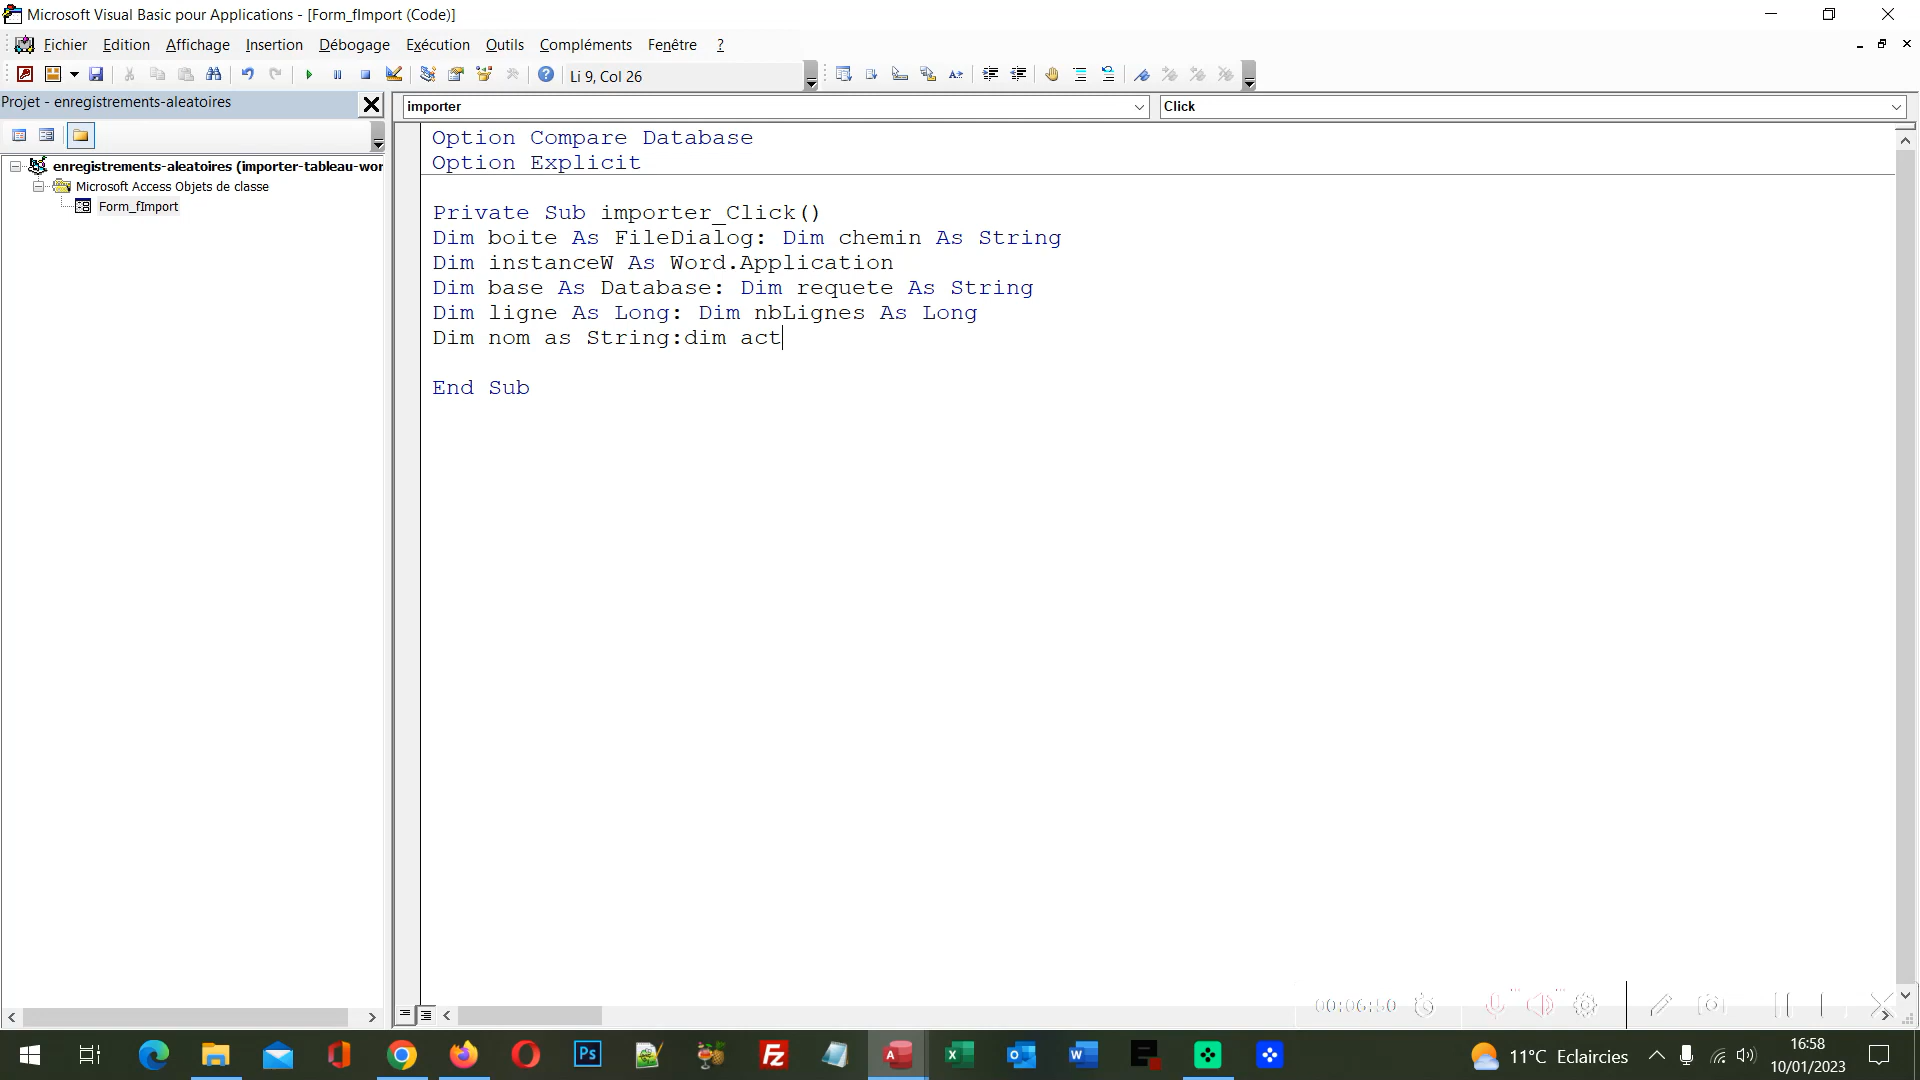 Microsoft Visual Basic pour Applications - [Form_fImport (Code)]
Fichier Edition Affichage Insertion Débogage Exécution Outils Compléments Fenêtre ?
Li 9, Col 26
Projet - enregistrements-aleatoires
importer
Click
enregistrements-aleatoires (importer-tableau-wor
Microsoft Access Objets de classe
Form_fImport
Option Compare Database
Option Explicit
Private Sub importer_Click()
Dim boite As FileDialog: Dim chemin As String
Dim instanceW As Word.Application
Dim base As Database: Dim requete As String
Dim ligne As Long: Dim nbLignes As Long
Dim nom as String:dim act
End Sub
00:06:50
11°C Eclaircies
16:58
10/01/2023